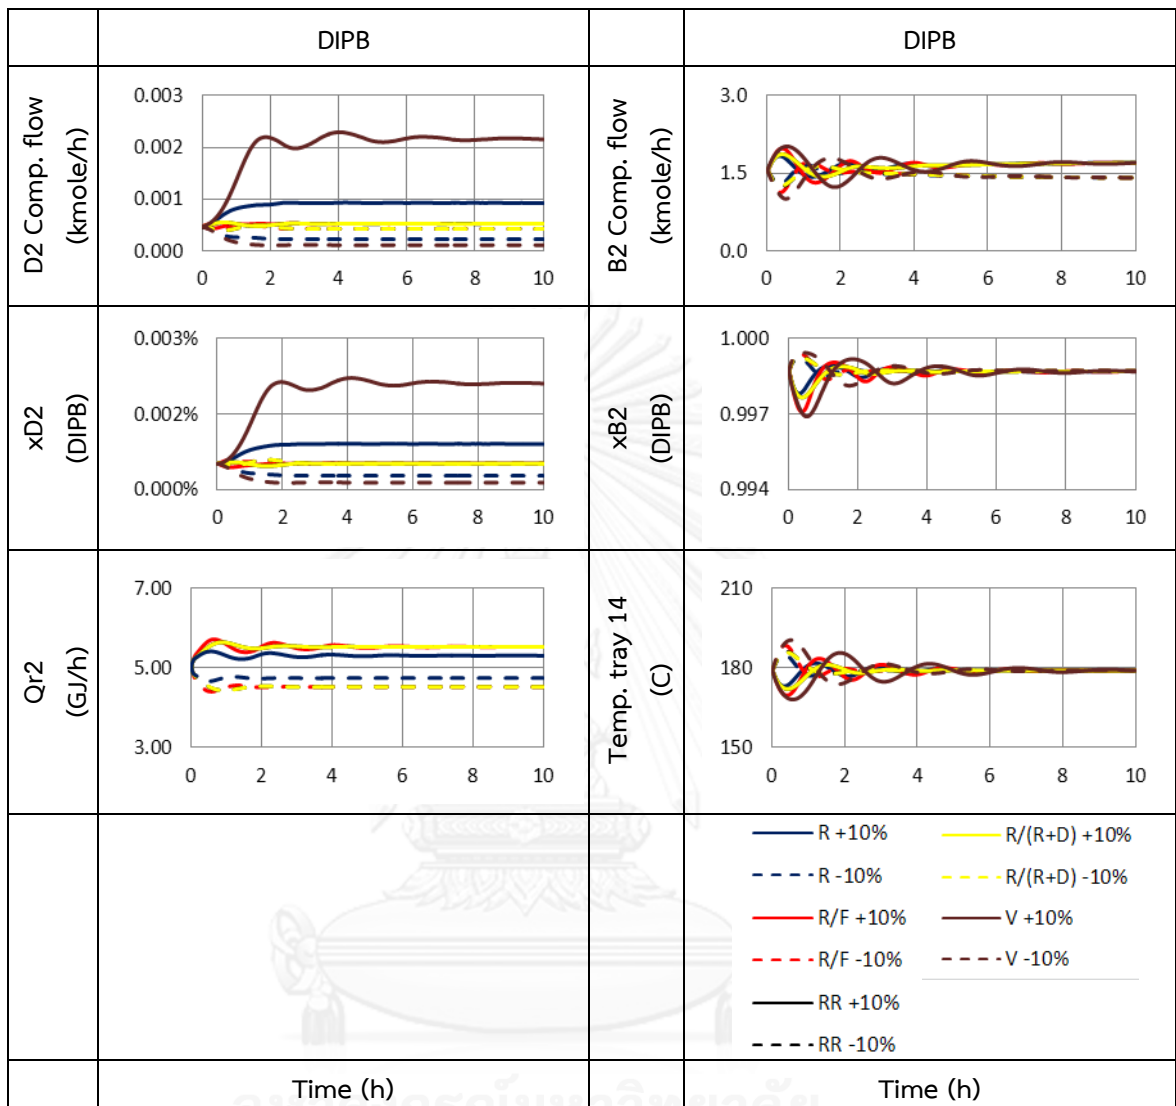 DIPB
DIPB
D2 Comp. flow
(kmole/h)
0.003
0.002
0.001
0.000
0 2 4 6 8 10
B2 Comp. flow
(kmole/h)
3.0
1.5
0.0
0 2 4 6 8 10
xD2
(DIPB)
0.003%
0.002%
0.000%
0 2 4 6 8 10
xB2
(DIPB)
1.000
0.997
0.994
0 2 4 6 8 10
Qr2
(GJ/h)
7.00
5.00
3.00
0 2 4 6 8 10
Temp. tray 14
(C)
210
180
150
0 2 4 6 8 10
R +10%
R/(R+D) +10%
R -10%
R/(R+D) -10%
R/F +10%
V +10%
R/F -10%
V -10%
RR +10%
RR -10%
Time (h)
Time (h)